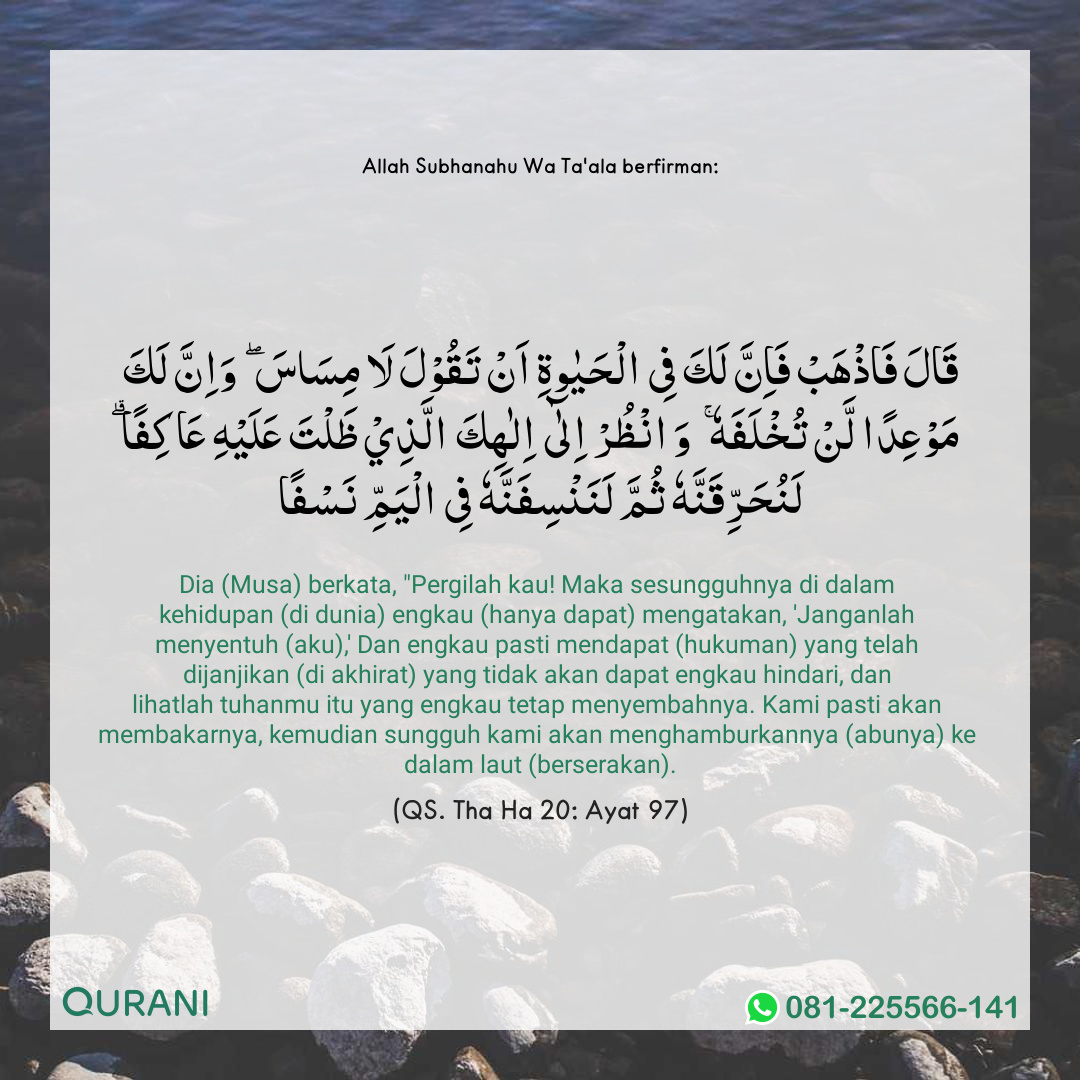 Allah Subhanahu Wa Ta'ala berfirman:
قَالَ فَاذْهَبْ فَاِنَّ لَكَ فِى الْحَيٰوةِ اَنْ تَقُوْلَ لَا مِسَاسَ ۖ وَاِنَّ لَكَ
مَوْعِدًا لَّنْ تُخْلَفَهٗ ۚ وَ انْظُرْ اِلٰۤى اِلٰهِكَ الَّذِيْ ظَلْتَ عَلَيْهِ عَا كِفًا ۗ
لَنُحَرِّقَنَّهٗ ثُمَّ لَنَنْسِفَنَّهٗ فِى الْيَمِّ نَسْفًا
Dia (Musa) berkata, "Pergilah kau! Maka sesungguhnya di dalam
kehidupan (di dunia) engkau (hanya dapat) mengatakan, 'Janganlah
menyentuh (aku),' Dan engkau pasti mendapat (hukuman) yang telah
dijanjikan (di akhirat) yang tidak akan dapat engkau hindari, dan
lihatlah tuhanmu itu yang engkau tetap menyembahnya. Kami pasti akan
membakarnya, kemudian sungguh kami akan menghamburkannya (abunya) ke
dalam laut (berserakan).
(QS. Tha Ha 20: Ayat 97)
QURANI
081-225566-141